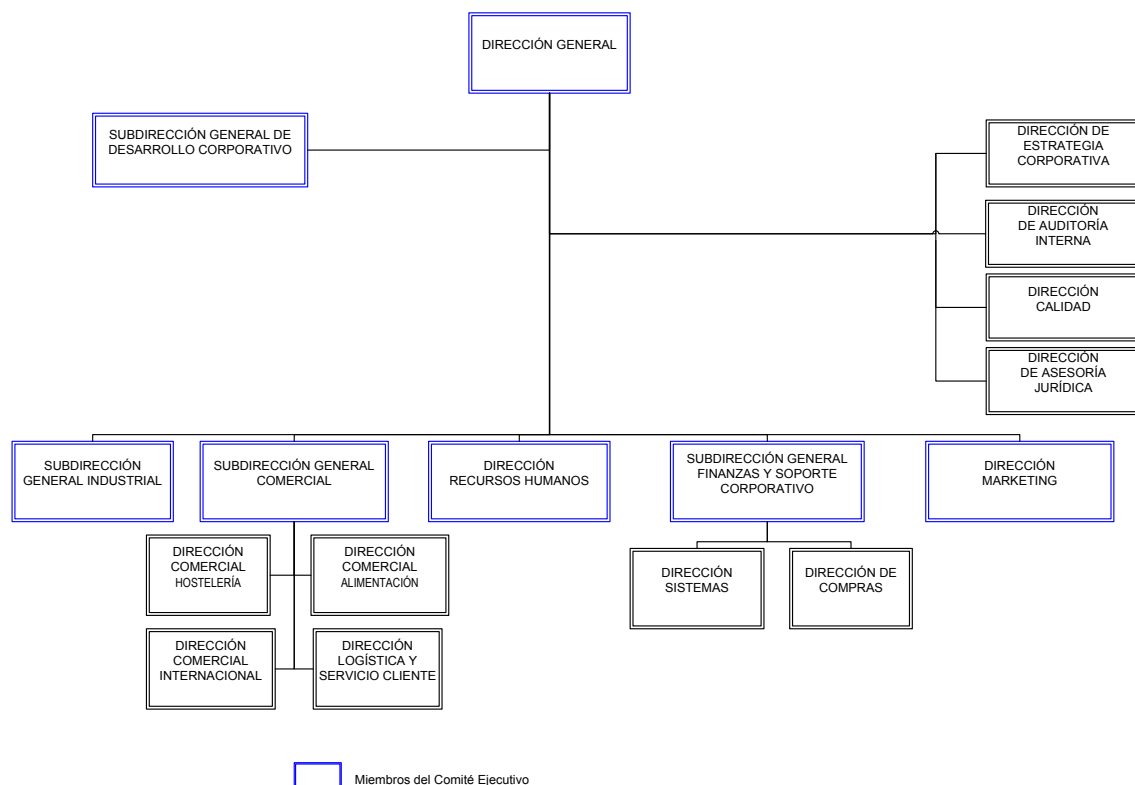 DIRECCIÓN GENERAL
SUBDIRECCIÓN GENERAL DE
DESARROLLO CORPORATIVO
DIRECCIÓN DE
ESTRATEGIA
CORPORATIVA
DIRECCIÓN
DE AUDITORÍA
INTERNA
DIRECCIÓN
CALIDAD
DIRECCIÓN
DE ASESORÍA
JURÍDICA
SUBDIRECCIÓN
GENERAL INDUSTRIAL
SUBDIRECCIÓN GENERAL
COMERCIAL
DIRECCIÓN
RECURSOS HUMANOS
SUBDIRECCIÓN GENERAL
FINANZAS Y SOPORTE
CORPORATIVO
DIRECCIÓN
MARKETING
DIRECCIÓN
COMERCIAL
HOSTELERÍA
DIRECCIÓN
COMERCIAL
ALIMENTACIÓN
DIRECCIÓN
SISTEMAS
DIRECCIÓN DE
COMPRAS
DIRECCIÓN
COMERCIAL
INTERNACIONAL
DIRECCIÓN
LOGÍSTICA Y
SERVICIO CLIENTE
Miembros del Comité Ejecutivo